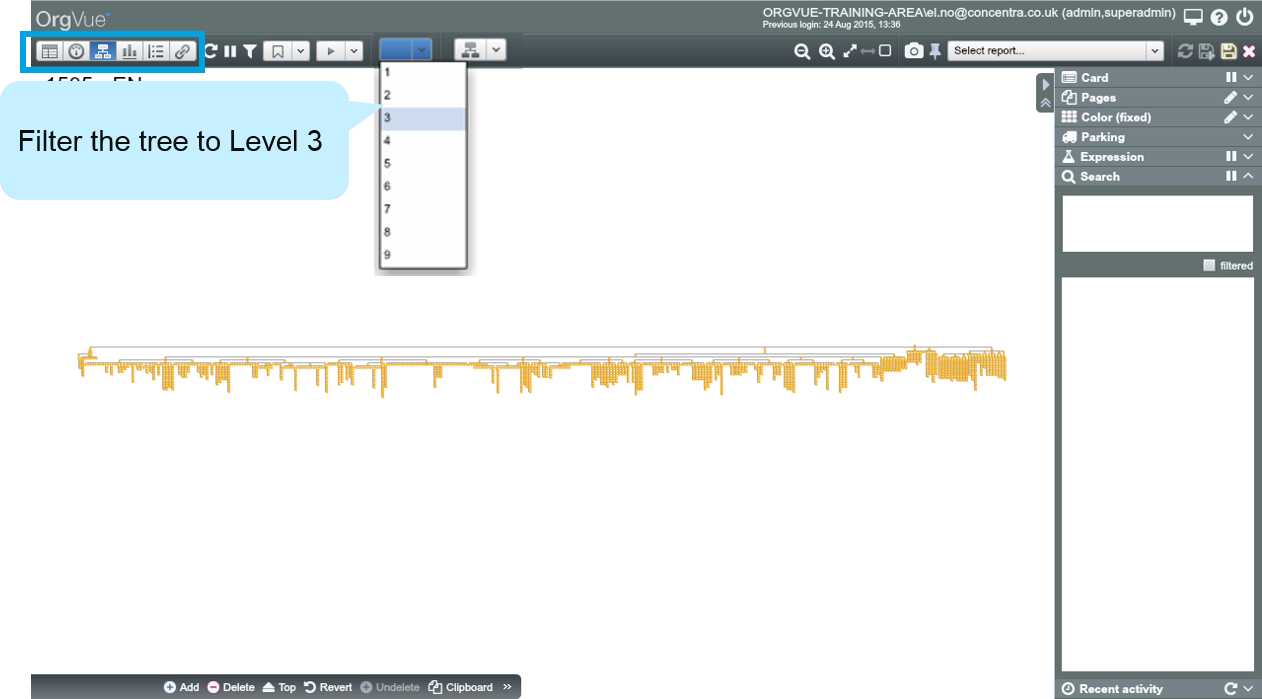 OrgVue
ORGVUE-TRAINING-AREA\el.no@concentra.co.uk (admin,superadmin)
Previous login: 24 Aug 2015, 13:36
Select report...
Filter the tree to Level 3
1
2
3
4
5
6
7
8
9
Card
Pages
Color (fixed)
Parking
Expression
Search
filtered
Add Delete Top Revert Undelete Clipboard »
Recent activity